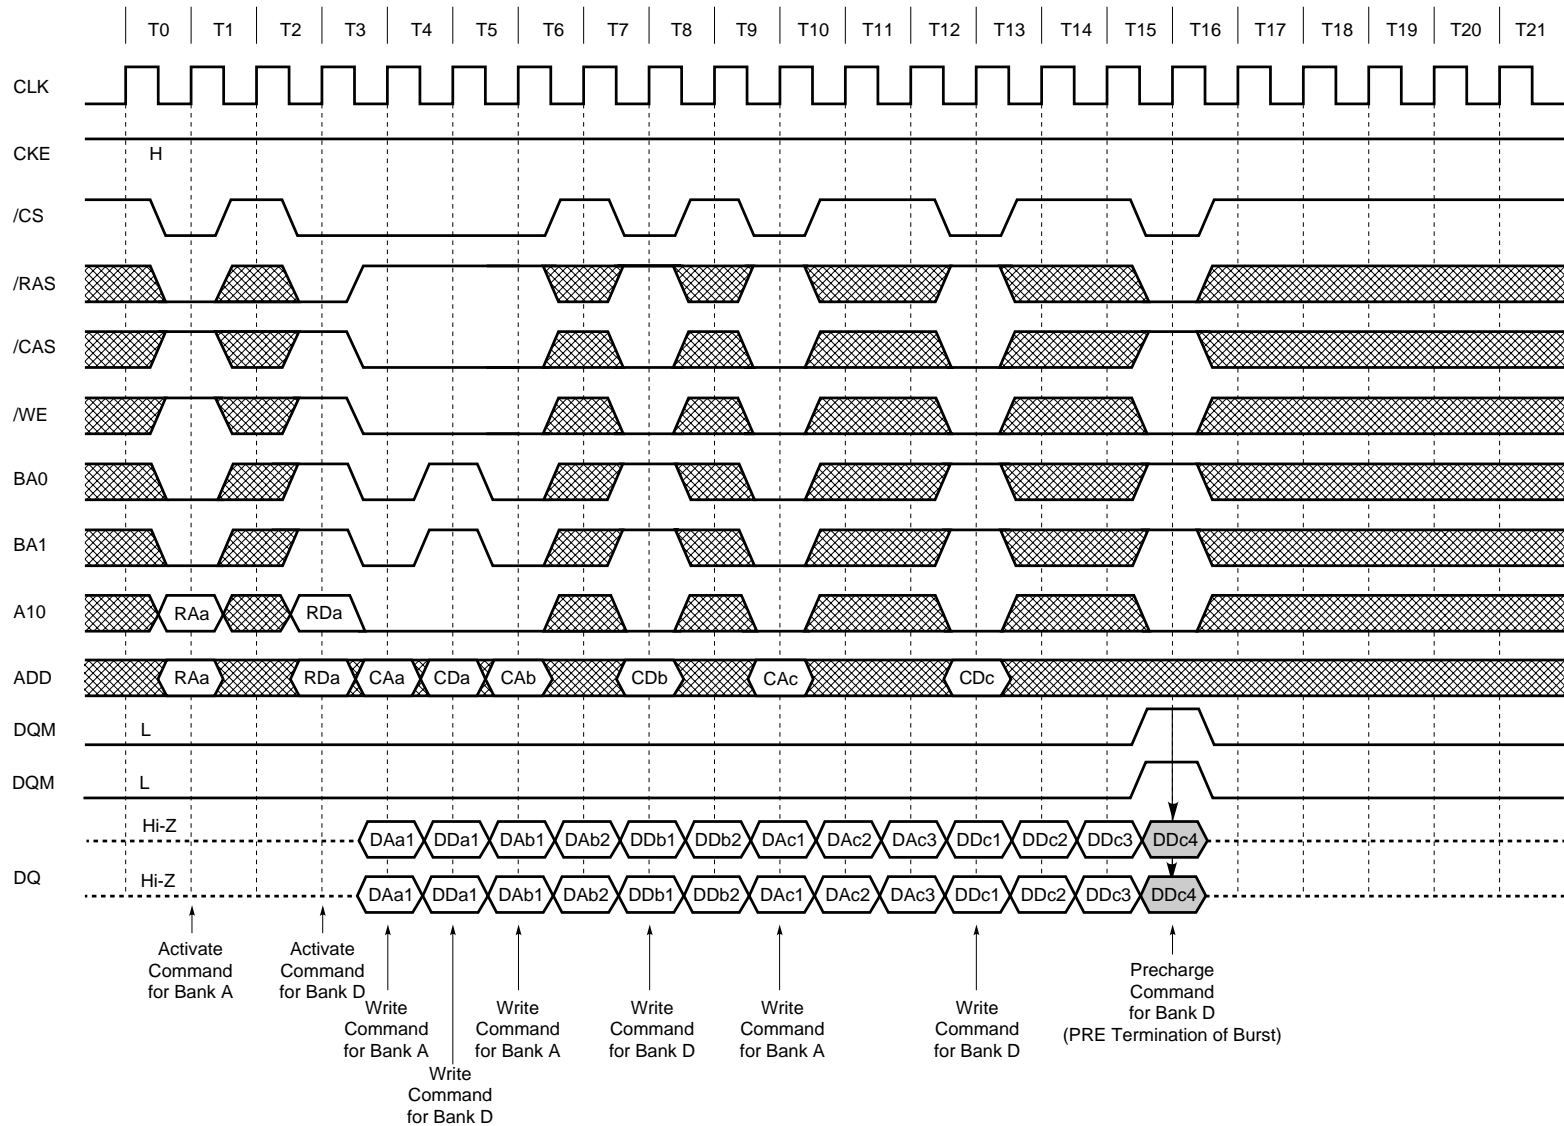 T0 T1 T2 T3 T4 T5 T6 T7 T8 T9 T10 T11 T12 T13 T14 T15 T16 T17 T18 T19 T20 T21
CLK
CKE H
/CS
/RAS
/CAS
/WE
BA0
BA1
A10 RAa RDa
ADD RAa RDa CAa CDa CAb CDb CAc CDc
DQM L
DQM L
Hi-Z
DAa1 DDa1 DAb1 DAb2 DDb1 DDb2 DAc1 DAc2 DAc3 DDc1 DDc2 DDc3 DDc4
DQ
Hi-Z
DAa1 DDa1 DAb1 DAb2 DDb1 DDb2 DAc1 DAc2 DAc3 DDc1 DDc2 DDc3 DDc4
Activate
Command
for Bank A
Activate
Command
for Bank D
Write
Command
for Bank A
Write
Command
for Bank D
Write
Command
for Bank A
Write
Command
for Bank D
Write
Command
for Bank A
Write
Command
for Bank D
Precharge
Command
for Bank D
(PRE Termination of Burst)